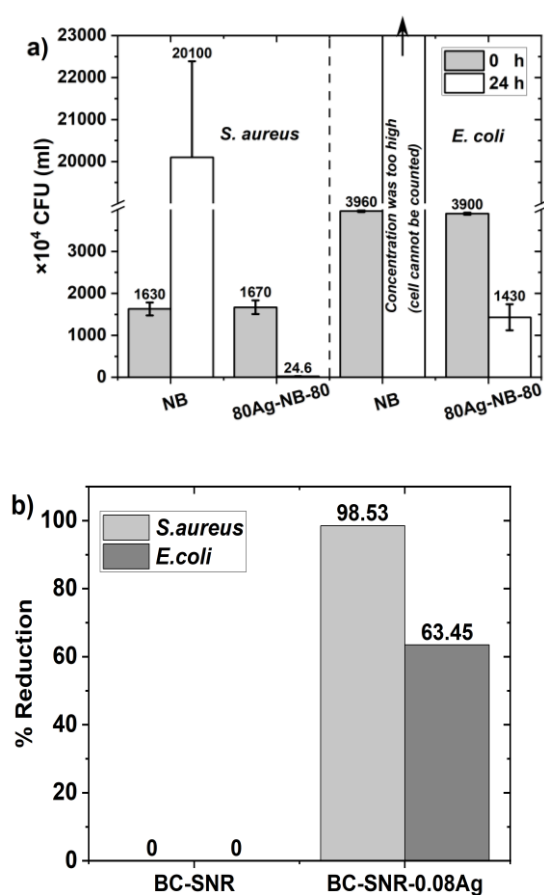 a)
×10⁴ CFU (ml)
23000
22000
21000
20000
3000
2000
1000
0
20100
S. aureus
1630
1670
24.6
NB
80Ag-NB-80
Concentration was too high
(cell cannot be counted)
0 h
24 h
E. coli
3960
3900
1430
NB
80Ag-NB-80
b)
% Reduction
100
80
60
40
20
0
S.aureus
E.coli
98.53
63.45
0 0
BC-SNR BC-SNR-0.08Ag